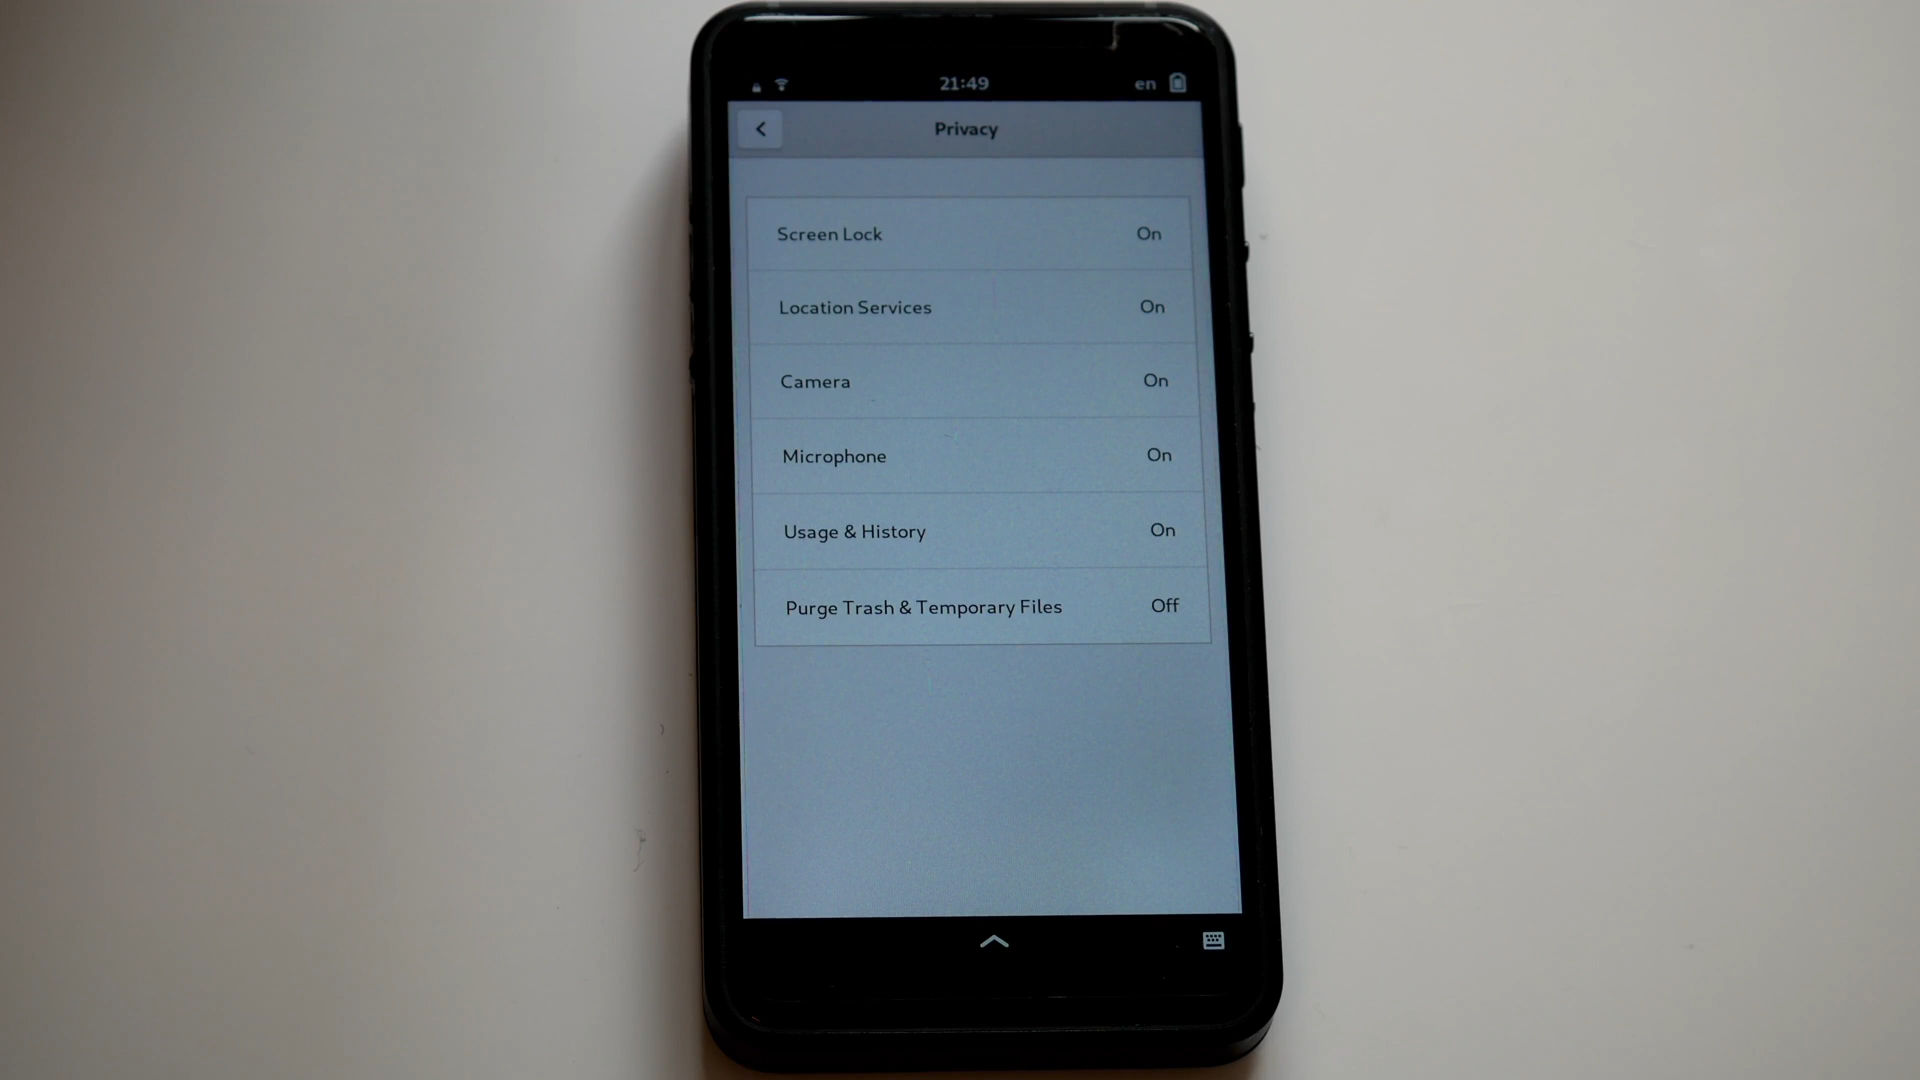 21:49 en
Privacy
Screen Lock On
Location Services On
Camera On
Microphone On
Usage & History On
Purge Trash & Temporary Files Off